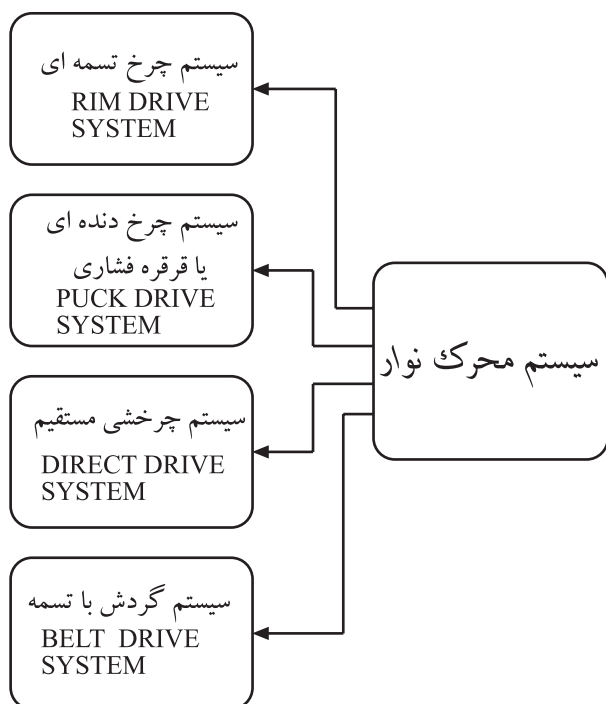 سیستم محرك نوار
سیستم چرخ تسمه ای
RIM DRIVE
SYSTEM
سیستم چرخ دنده ای
یا قرقره فشاری
PUCK DRIVE
SYSTEM
سیستم چرخشی مستقیم
DIRECT DRIVE
SYSTEM
سیستم گردش با تسمه
BELT DRIVE
SYSTEM